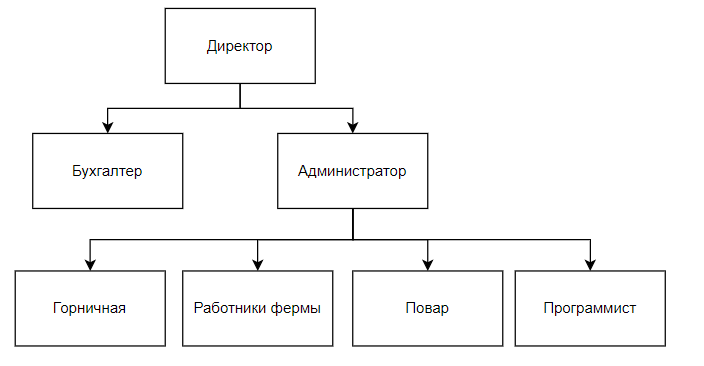 Директор
Бухгалтер
Администратор
Горничная
Работники фермы
Повар
Программист